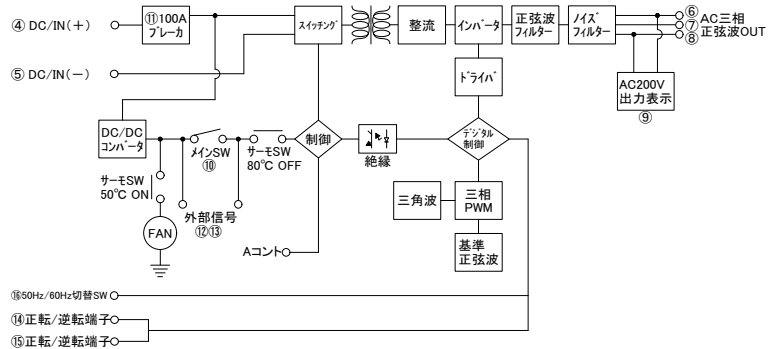 ④ DC/IN(+)
⑪100A
ブレーカ
スイッチング
整流
インバータ
正弦波
フィルター
ノイズ
フィルター
⑥
⑦
⑧
AC三相
正弦波OUT
⑤ DC/IN(-)
ドライバ
AC200V
出力表示
⑨
DC/DC
コンバータ
メインSW
⑩
サーモSW
80℃ OFF
制御
絶縁
デジタル
制御
サーモSW
50℃ ON
外部信号
⑫⑬
三角波
三相
PWM
FAN
Aコント
基準
正弦波
⑯50Hz/60Hz切替SW
⑭正転/逆転端子
⑮正転/逆転端子